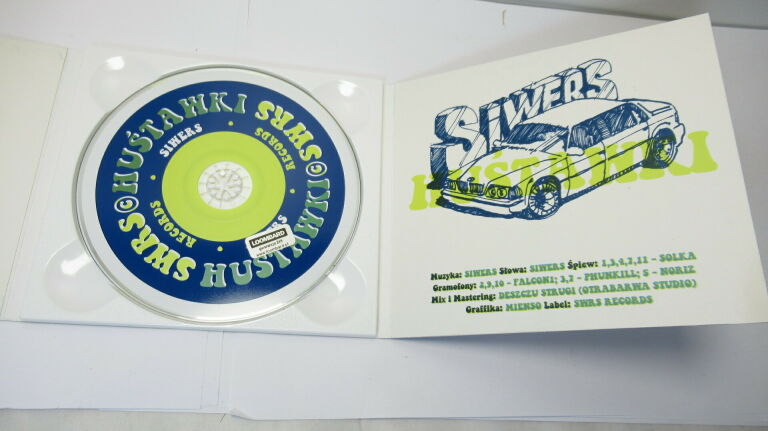 HUŚTAWKI
SIWERS
SWRS
RECORDS
HUŚTAWKI
SWRS
RECORDS
LOOMBARD
SIWERS
HUŚTAWKI
Muzyka: SIWERS Słowa: SIWERS Śpiew: 1,3,4,7,11 - SOLKA
Gramofony: 2,9,10 - FALCON1; 3,7 - PHUNKILL; 5 - NORIZ
Mix i Mastering: DESZCZU STRUGI (OTRABARWA STUDIO)
Graffika: MIENSO Label: SWRS RECORDS